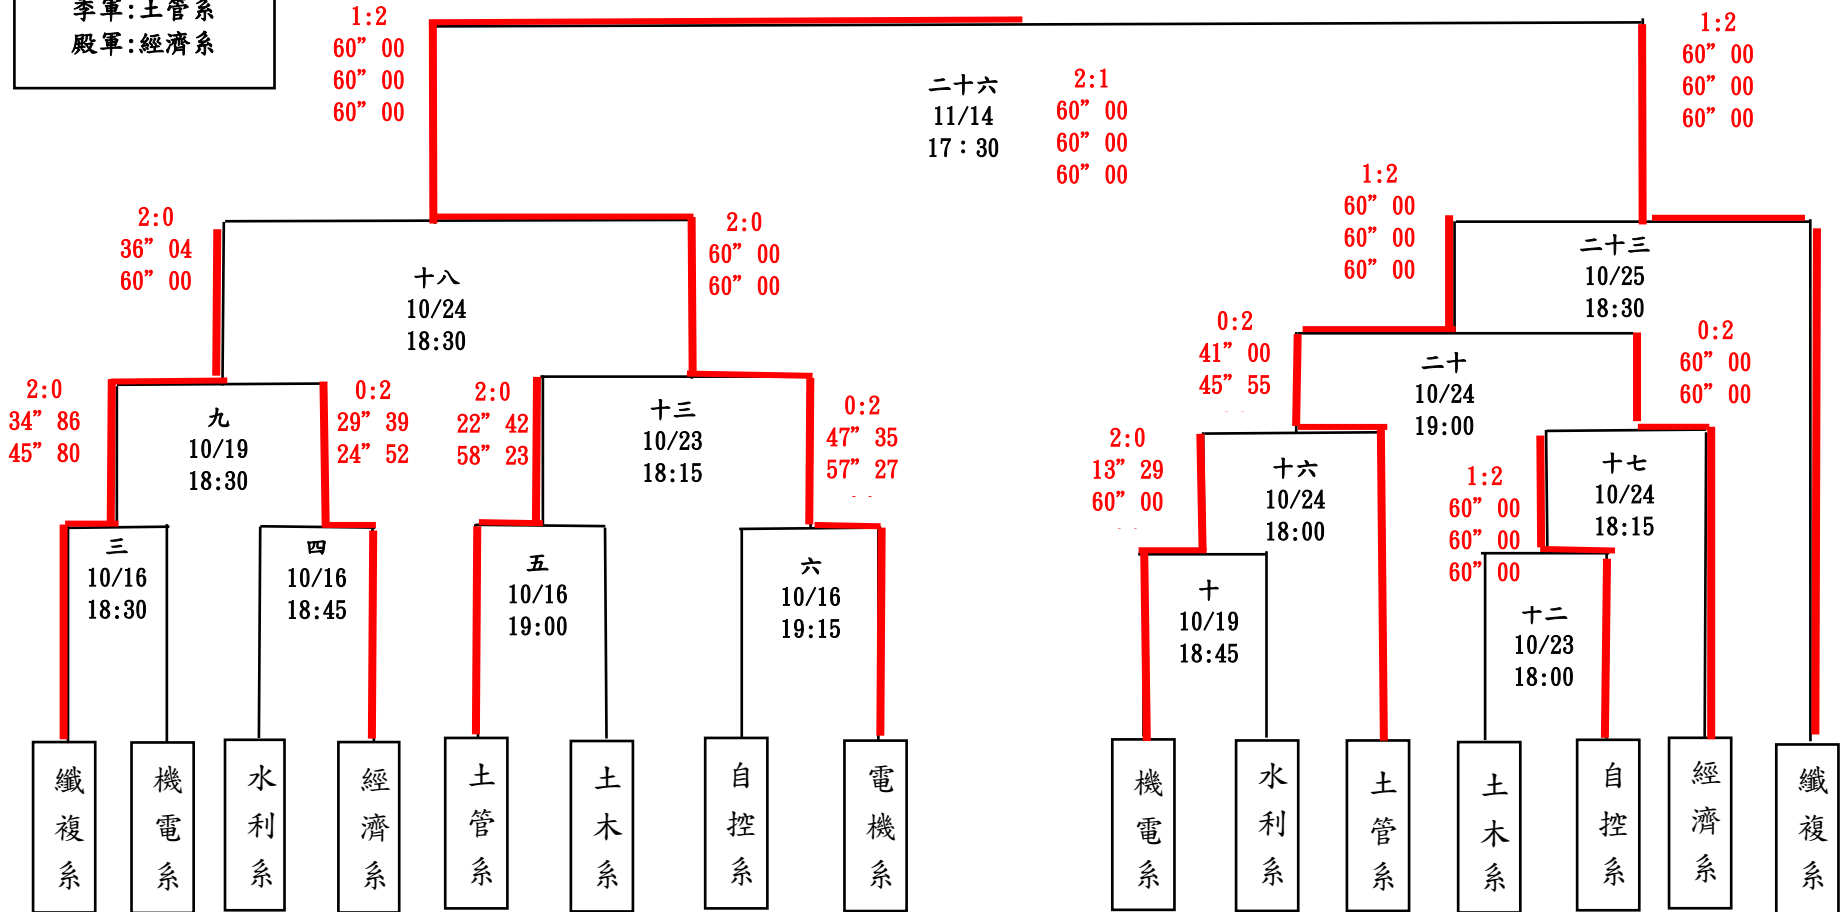 季軍:土管系
殿軍:經濟系
1:2
60” 00
60” 00
60” 00
二十六
11/14
17：30
2:1
60” 00
60” 00
60” 00
1:2
60” 00
60” 00
60” 00
2:0
36” 04
60” 00
十八
10/24
18:30
2:0
60” 00
60” 00
1:2
60” 00
60” 00
60” 00
二十三
10/25
18:30
2:0
34” 86
45” 80
九
10/19
18:30
0:2
29” 39
24” 52
2:0
22” 42
58” 23
十三
10/23
18:15
0:2
47” 35
57” 27
0:2
41” 00
45” 55
二十
10/24
19:00
0:2
60” 00
60” 00
2:0
13” 29
60” 00
十六
10/24
18:00
1:2
60” 00
60” 00
60” 00
十七
10/24
18:15
三
10/16
18:30
四
10/16
18:45
五
10/16
19:00
六
10/16
19:15
十
10/19
18:45
十二
10/23
18:00
纖複系
機電系
水利系
經濟系
土管系
土木系
自控系
電機系
機電系
水利系
土管系
土木系
自控系
經濟系
纖複系